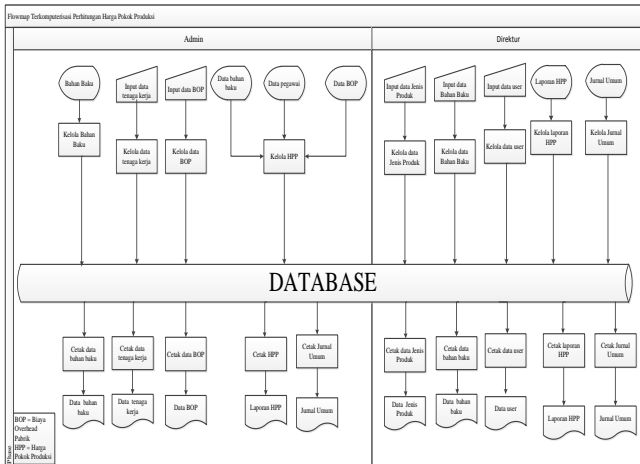 Flowmap Terkomputerisasi Perhitungan Harga Pokok Produksi
Admin
Direktur
Bahan Baku
Input data
tenaga kerja
Input data BOP
Data bahan
baku
Data pegawai
Data BOP
Input data Jenis
Produk
Input data
Bahan Baku
Input data user
Laporan HPP
Jurnal Umum
Kelola Bahan
Baku
Kelola data
tenaga kerja
Kelola data
BOP
Kelola HPP
Kelola data
Jenis Produk
Kelola data
Bahan Baku
Kelola data
user
Kelola laporan
HPP
Kelola Jurnal
Umum
DATABASE
Cetak data
bahan baku
Cetak data
tenaga kerja
Cetak data BOP
Cetak HPP
Cetak Jurnal
Umum
Cetak data Jenis
Produk
Cetak data
bahan baku
Cetak data user
Cetak laporan
HPP
Cetak Jurnal
Umum
Data bahan
baku
Data tenaga
kerja
Data BOP
Laporan HPP
Jurnal Umum
Data Jenis
Produk
Data bahan
baku
Data user
Laporan HPP
Jurnal Umum
BOP = Biaya
Overhead
Pabrik
HPP = Harga
Pokok Produksi
Phase